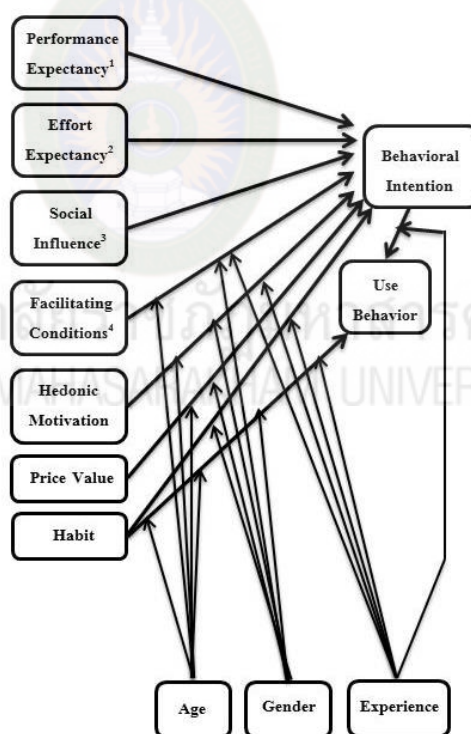 Performance
Expectancy¹
Effort
Expectancy²
Behavioral
Intention
Social
Influence³
Use
Behavior
Facilitating
Conditions⁴
Hedonic
Motivation
Price Value
Habit
Age
Gender
Experience